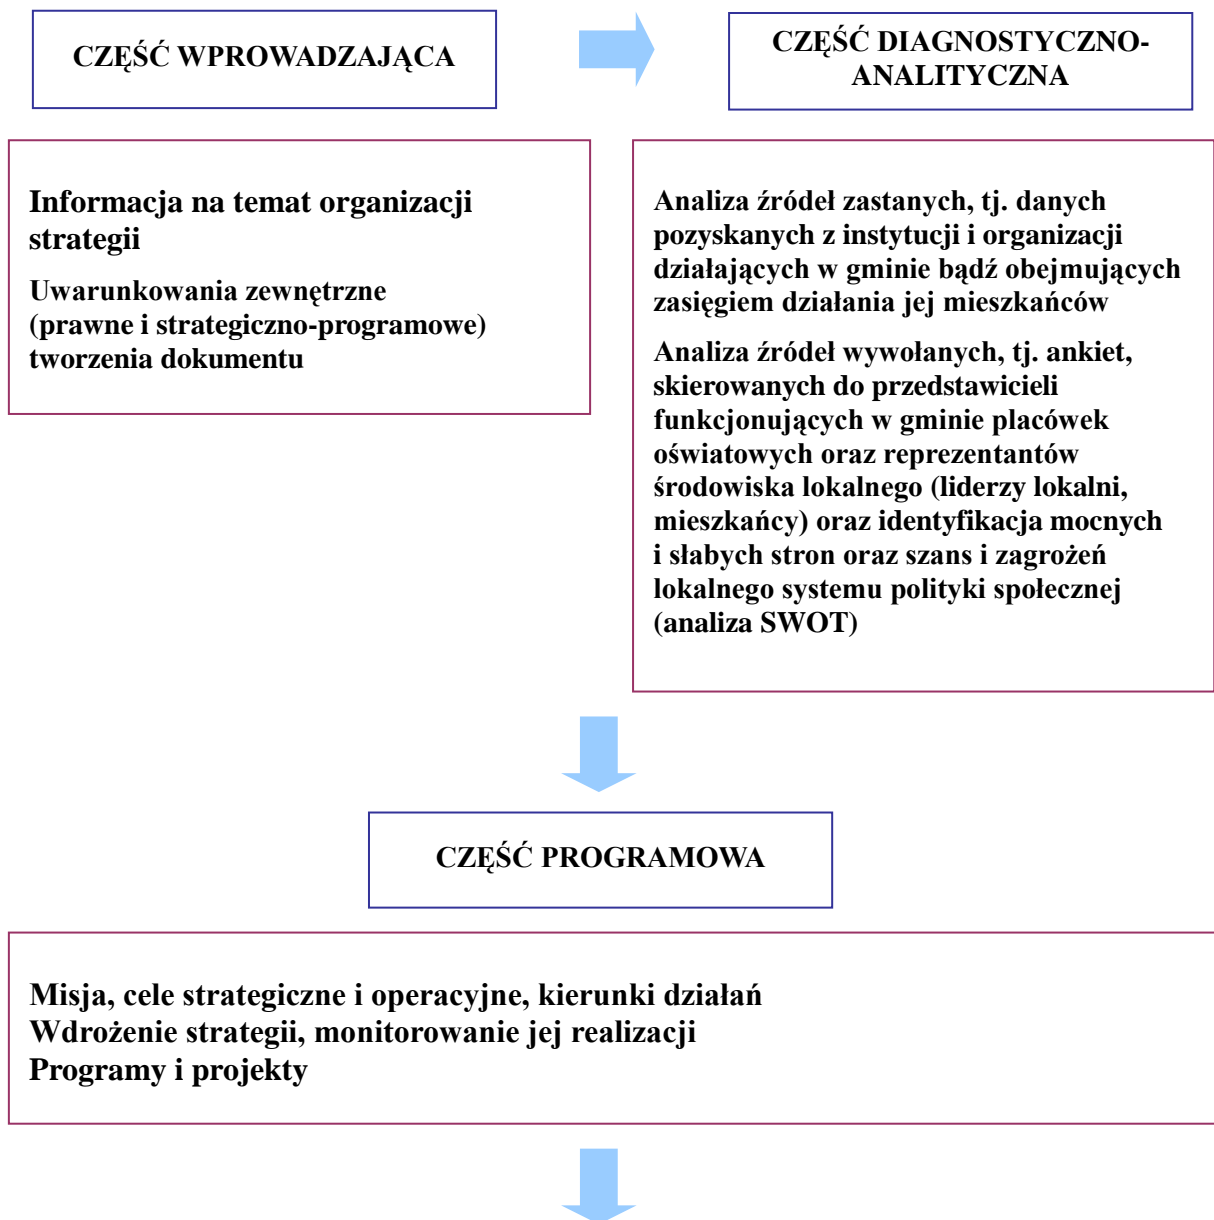 CZĘŚĆ WPROWADZAJĄCA
CZĘŚĆ DIAGNOSTYCZNO-
ANALITYCZNA
Informacja na temat organizacji
strategii
Uwarunkowania zewnętrzne
(prawne i strategiczno-programowe)
tworzenia dokumentu
Analiza źródeł zastanych, tj. danych
pozyskanych z instytucji i organizacji
działających w gminie bądź obejmujących
zasięgiem działania jej mieszkańców
Analiza źródeł wywołanych, tj. ankiet,
skierowanych do przedstawicieli
funkcjonujących w gminie placówek
oświatowych oraz reprezentantów
środowiska lokalnego (liderzy lokalni,
mieszkańcy) oraz identyfikacja mocnych
i słabych stron oraz szans i zagrożeń
lokalnego systemu polityki społecznej
(analiza SWOT)
CZĘŚĆ PROGRAMOWA
Misja, cele strategiczne i operacyjne, kierunki działań
Wdrożenie strategii, monitorowanie jej realizacji
Programy i projekty